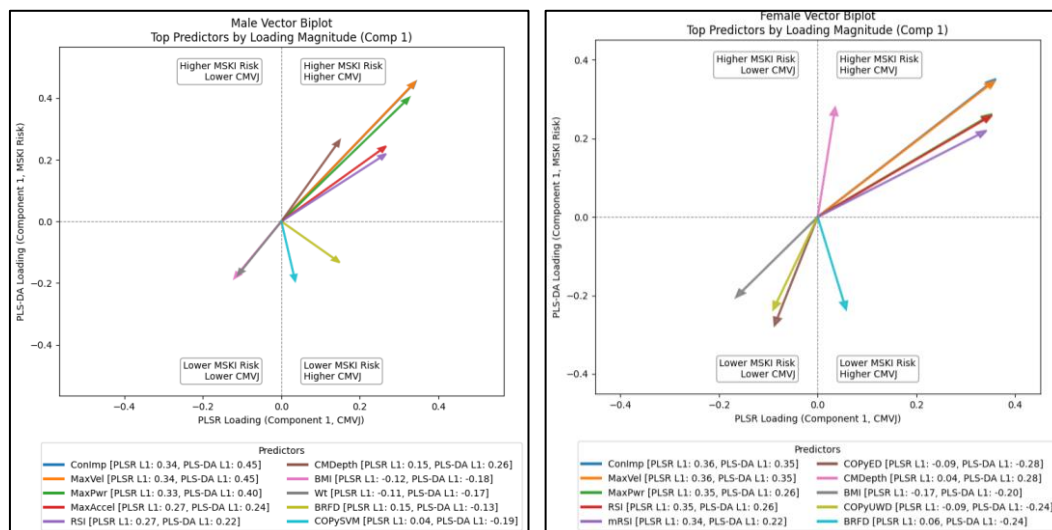 Male Vector Biplot
Top Predictors by Loading Magnitude (Comp 1)
Higher MSKI Risk
Lower CMVJ
Higher MSKI Risk
Higher CMVJ
0.4
0.2
0.0
−0.2
−0.4
PLS-DA Loading (Component 1, MSKI Risk)
Lower MSKI Risk
Lower CMVJ
Lower MSKI Risk
Higher CMVJ
−0.4
−0.2
0.0
0.2
0.4
PLSR Loading (Component 1, CMVJ)
Predictors
ConImp [PLSR L1: 0.34, PLS-DA L1: 0.45]
MaxVel [PLSR L1: 0.34, PLS-DA L1: 0.45]
MaxPwr [PLSR L1: 0.33, PLS-DA L1: 0.40]
MaxAccel [PLSR L1: 0.27, PLS-DA L1: 0.24]
RSI [PLSR L1: 0.27, PLS-DA L1: 0.22]
CMDepth [PLSR L1: 0.15, PLS-DA L1: 0.26]
BMI [PLSR L1: -0.12, PLS-DA L1: -0.18]
Wt [PLSR L1: -0.11, PLS-DA L1: -0.17]
BRFD [PLSR L1: 0.15, PLS-DA L1: -0.13]
COPySVM [PLSR L1: 0.04, PLS-DA L1: -0.19]
Female Vector Biplot
Top Predictors by Loading Magnitude (Comp 1)
Higher MSKI Risk
Lower CMVJ
Higher MSKI Risk
Higher CMVJ
0.4
0.2
0.0
−0.2
−0.4
PLS-DA Loading (Component 1, MSKI Risk)
Lower MSKI Risk
Lower CMVJ
Lower MSKI Risk
Higher CMVJ
−0.4
−0.2
0.0
0.2
0.4
PLSR Loading (Component 1, CMVJ)
Predictors
ConImp [PLSR L1: 0.36, PLS-DA L1: 0.35]
MaxVel [PLSR L1: 0.36, PLS-DA L1: 0.35]
MaxPwr [PLSR L1: 0.35, PLS-DA L1: 0.26]
RSI [PLSR L1: 0.35, PLS-DA L1: 0.26]
mRSI [PLSR L1: 0.34, PLS-DA L1: 0.22]
COPyED [PLSR L1: -0.09, PLS-DA L1: -0.28]
CMDepth [PLSR L1: 0.04, PLS-DA L1: 0.28]
BMI [PLSR L1: -0.17, PLS-DA L1: -0.20]
COPyUWD [PLSR L1: -0.09, PLS-DA L1: -0.24]
BRFD [PLSR L1: 0.06, PLS-DA L1: -0.24]